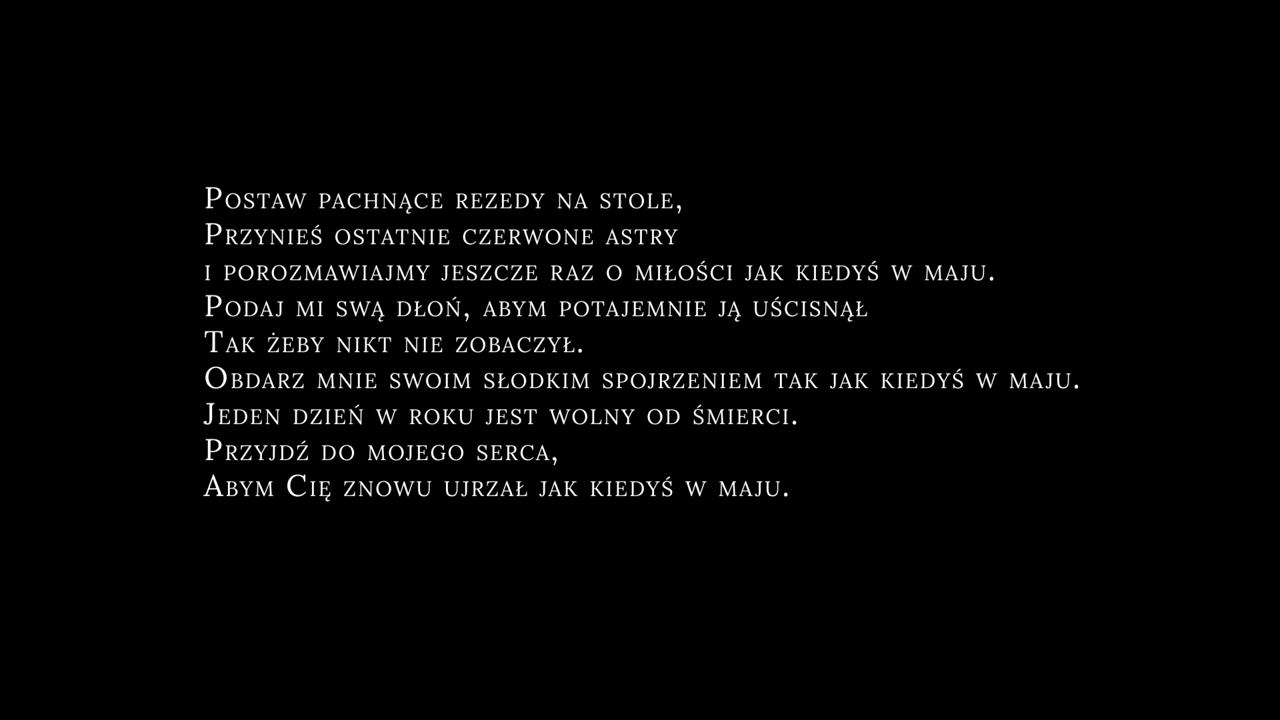 Postaw pachnące rezedy na stole,
Przynieś ostatnie czerwone astry
i porozmawiajmy jeszcze raz o miłości jak kiedyś w maju.
Podaj mi swą dłoń, abym potajemnie ją uścisnął
Tak żeby nikt nie zobaczył.
Obdarz mnie swoim słodkim spojrzeniem tak jak kiedyś w maju.
Jeden dzień w roku jest wolny od śmierci.
Przyjdź do mojego serca,
Abym Cię znowu ujrzał jak kiedyś w maju.